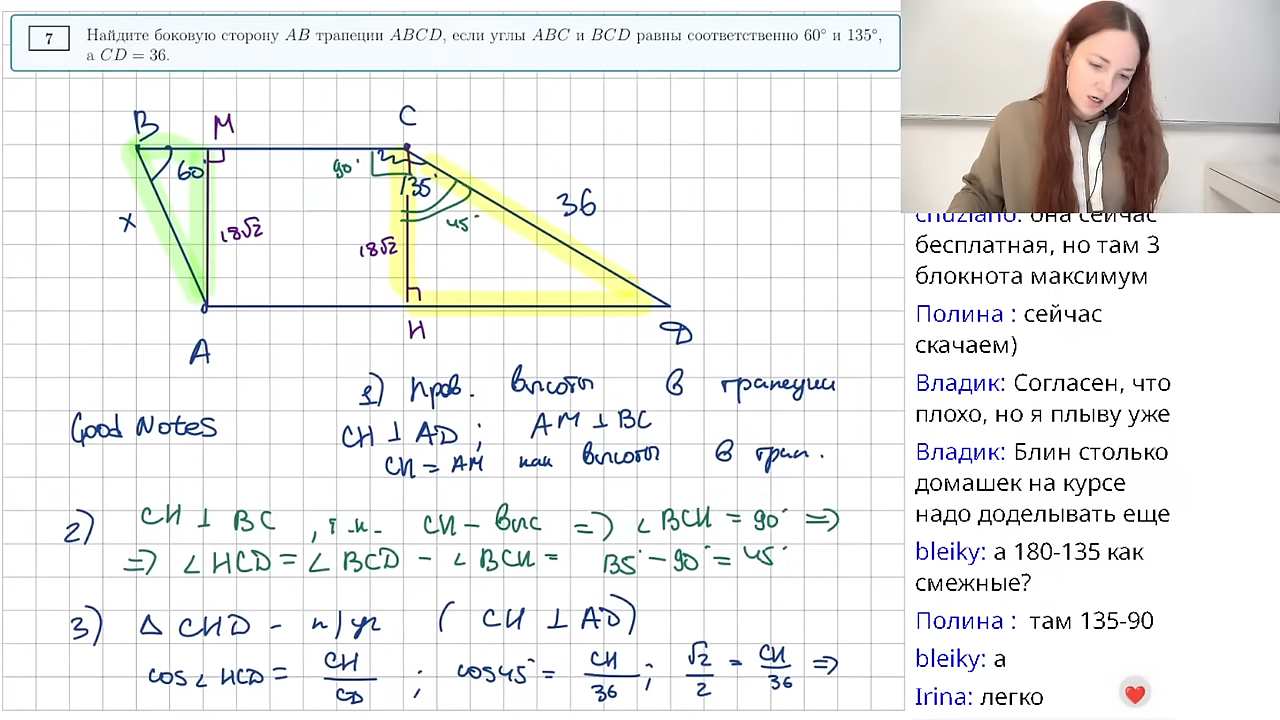 7 Найдите боковую сторону AB трапеции ABCD, если углы ABC и BCD равны соответственно 60° и 135°,
а CD = 36.
B M C
60° 90° 135° 36
x 18√2 18√2 45°
A H D
1) Пров. высоты в трапеции
Good Notes CH ⊥ AD ; AM ⊥ BC
CH = AM как высоты в трап.
2) CH ⊥ BC , т.к. CH – выс => ∠BCH = 90° =>
=> ∠HCD = ∠BCD – ∠BCH = 135° – 90° = 45°
3) Δ CHD – п/уг ( CH ⊥ AD)
cos∠HCD = CH/CD ; cos45° = CH/36 ; √2/2 = CH/36 =>
chuziano: она сейчас
бесплатная, но там 3
блокнота максимум
Полина : сейчас
скачаем)
Владик: Согласен, что
плохо, но я плыву уже
Владик: Блин столько
домашек на курсе
надо доделывать еще
bleiky: а 180-135 как
смежные?
Полина : там 135-90
bleiky: а
Irina: легко